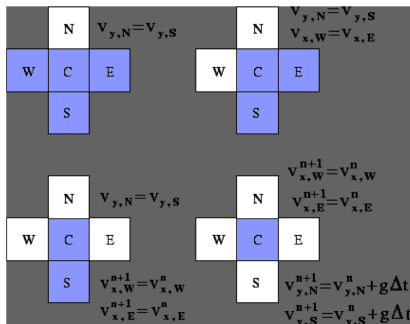 N
v_{y,N}=v_{y,S}
W C E
S
N
v_{y,N}=v_{y,S}
v_{x,W}=v_{x,E}
W C E
S
N
v_{y,N}=v_{y,S}
W C E
S
v^{n+1}_{x,W}=v^{n}_{x,W}
v^{n+1}_{x,E}=v^{n}_{x,E}
v^{n+1}_{x,W}=v^{n}_{x,W}
v^{n+1}_{x,E}=v^{n}_{x,E}
N
W C E
S
v^{n+1}_{y,N}=v^{n}_{y,N}+gΔt
v^{n+1}_{y,S}=v^{n}_{y,S}+gΔt